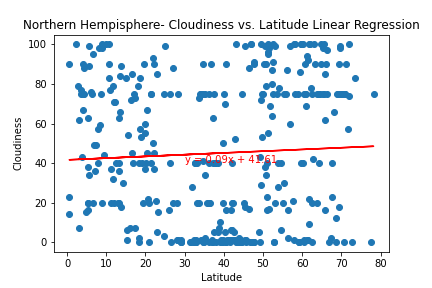 Northern Hempisphere- Cloudiness vs. Latitude Linear Regression
100
80
60
40
20
0
Cloudiness
y = 0.09x + 41.61
0 10 20 30 40 50 60 70 80
Latitude